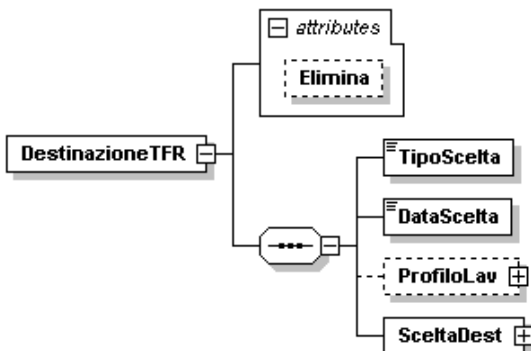 attributes
Elimina
DestinazioneTFR
TipoScelta
DataScelta
ProfiloLav
SceltaDest